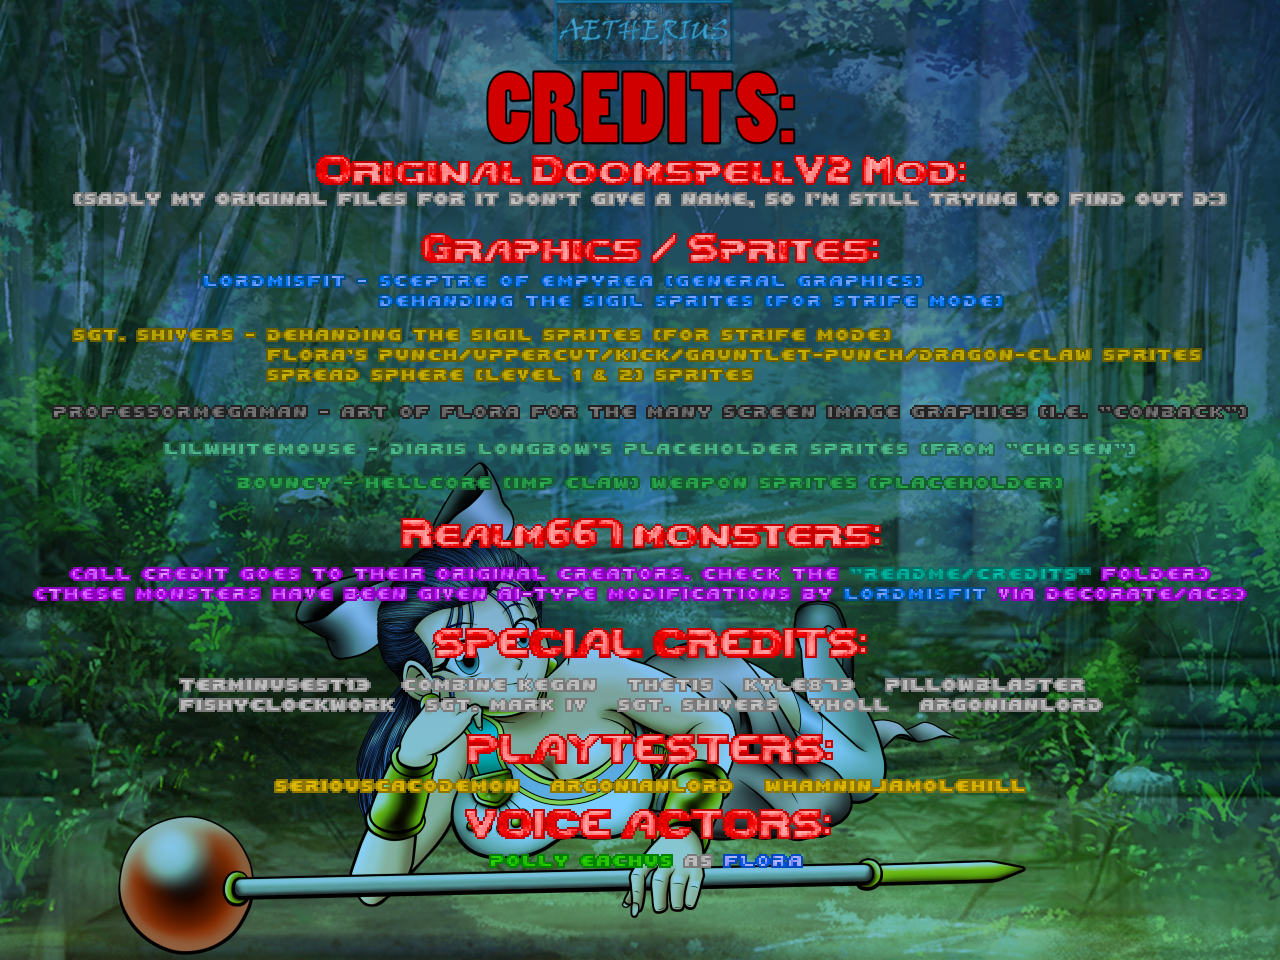 AETHERIUS
CREDITS:
Original DoomspellV2 Mod:
(SADLY MY ORIGINAL FILES FOR IT DON'T GIVE A NAME, SO I'M STILL TRYING TO FIND OUT D:)
Graphics / Sprites:
LORDMISFIT - SCEPTRE OF EMPYREA (GENERAL GRAPHICS)
DEHANDING THE SIGIL SPRITES (FOR STRIFE MODE)
SGT. SHIVERS - DEHANDING THE SIGIL SPRITES (FOR STRIFE MODE)
FLORA'S PUNCH/UPPERCUT/KICK/GAUNTLET-PUNCH/DRAGON-CLAW SPRITES
SPREAD SPHERE (LEVEL 1 & 2) SPRITES
PROFESSORMEGAMAN - ART OF FLORA FOR THE MANY SCREEN IMAGE GRAPHICS (I.E. "CONBACK")
LILWHITEMOUSE - DIARIS LONGBOW'S PLACEHOLDER SPRITES (FROM "CHOSEN")
BOUNCY - HELLCORE (IMP CLAW) WEAPON SPRITES (PLACEHOLDER)
Realm667 monsters:
(ALL CREDIT GOES TO THEIR ORIGINAL CREATORS. CHECK THE "README/CREDITS" FOLDER)
(THESE MONSTERS HAVE BEEN GIVEN AI-TYPE MODIFICATIONS BY LORDMISFIT VIA DECORATE/ACS)
SPECIAL CREDITS:
TERMINUSEST13 COMBINE KEGAN THETIS KYLE873 PILLOWBLASTER
FISHYCLOCKWORK SGT. MARK IV SGT. SHIVERS YHOLL ARGONIANLORD
PLAYTESTERS:
SERIOUSCACODEMON ARGONIANLORD WHAMNINJAMOLEHILL
VOICE ACTORS:
POLLY EACHUS AS FLORA